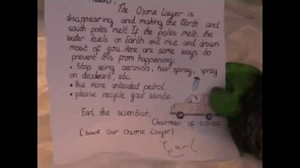 The Ozone Layer is
disappearing and making the North and
South poles melt. If the poles melt, the
water levels on Earth will rise and drown
most of you. Here are some ways to
prevent this from happening:
• Stop using aerosols, hair spray, spray
on deoderant, etc.
• Use more unleaded petrol.
• please recycle your waste.
Earl the scientist,
Chairman of S.O.O.L
(save our Ozone Layer)
Earl